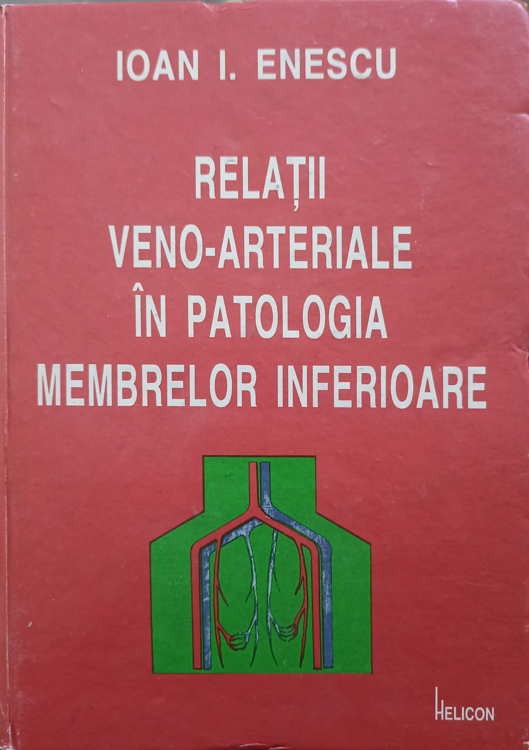 IOAN I. ENESCU
RELAȚII
VENO-ARTERIALE
ÎN PATOLOGIA
MEMBRELOR INFERIOARE
HELICON